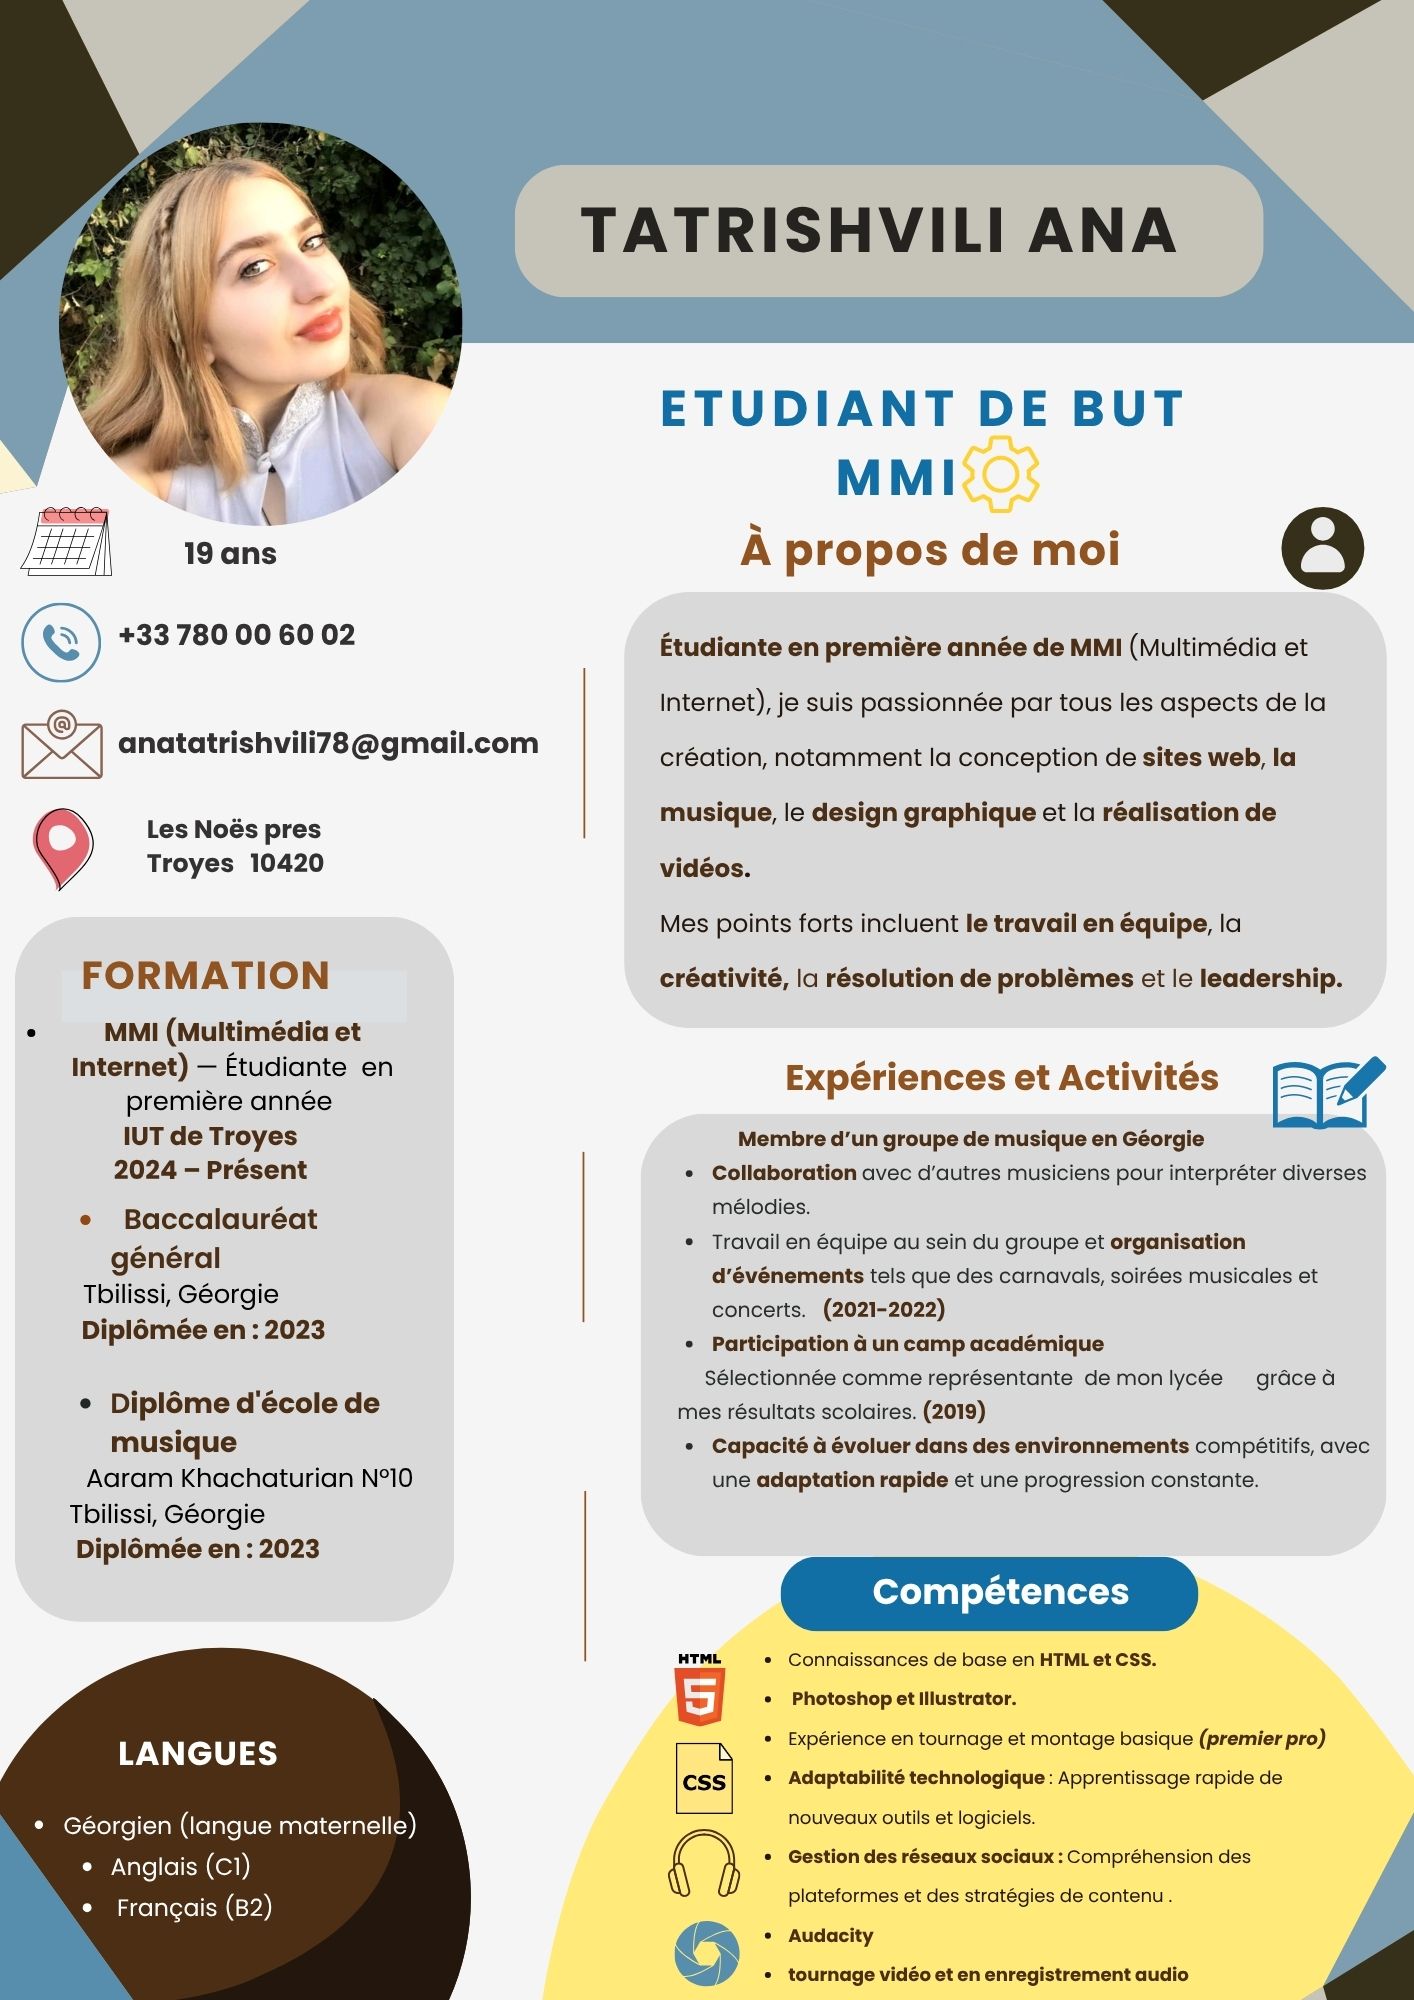 TATRISHVILI ANA
ETUDIANT DE BUT
MMI
19 ans
+33 780 00 60 02
@
anatatrishvili78@gmail.com
Les Noës pres
Troyes 10420
FORMATION
• MMI (Multimédia et
Internet) — Étudiante en
première année
IUT de Troyes
2024 – Présent
• Baccalauréat
général
Tbilissi, Géorgie
Diplômée en : 2023
• Diplôme d'école de
musique
Aaram Khachaturian Nº10
Tbilissi, Géorgie
Diplômée en : 2023
LANGUES
• Géorgien (langue maternelle)
• Anglais (C1)
• Français (B2)
À propos de moi
Étudiante en première année de MMI (Multimédia et
Internet), je suis passionnée par tous les aspects de la
création, notamment la conception de sites web, la
musique, le design graphique et la réalisation de
vidéos.
Mes points forts incluent le travail en équipe, la
créativité, la résolution de problèmes et le leadership.
Expériences et Activités
Membre d’un groupe de musique en Géorgie
• Collaboration avec d’autres musiciens pour interpréter diverses
mélodies.
• Travail en équipe au sein du groupe et organisation
d’événements tels que des carnavals, soirées musicales et
concerts. (2021-2022)
• Participation à un camp académique
Sélectionnée comme représentante de mon lycée grâce à
mes résultats scolaires. (2019)
• Capacité à évoluer dans des environnements compétitifs, avec
une adaptation rapide et une progression constante.
Compétences
HTML
5
CSS
• Connaissances de base en HTML et CSS.
• Photoshop et Illustrator.
• Expérience en tournage et montage basique (premier pro)
• Adaptabilité technologique : Apprentissage rapide de
nouveaux outils et logiciels.
• Gestion des réseaux sociaux : Compréhension des
plateformes et des stratégies de contenu .
• Audacity
• tournage vidéo et en enregistrement audio